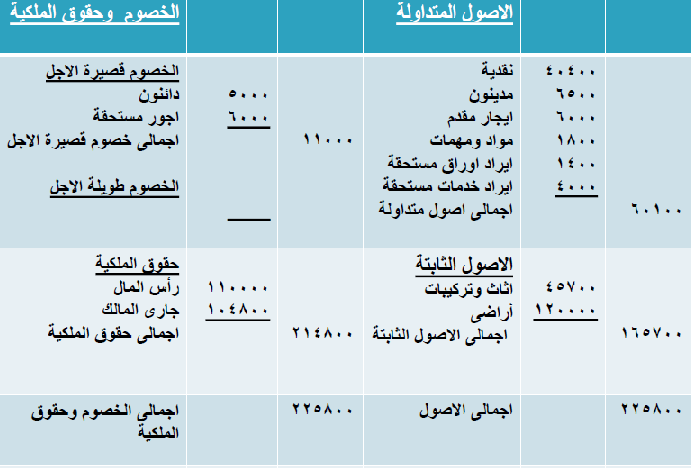 الاصول المتداولة
الخصوم وحقوق الملكية
٤٠٤٠٠ نقدية
٦٥٠٠ مدينون
٦٠٠٠ ايجار مقدم
١٨٠٠ مواد ومهمات
١٤٠٠ ايراد اوراق مستحقة
٤٠٠٠ ايراد خدمات مستحقة
٦٠١٠٠ اجمالى اصول متداولة
الخصوم قصيرة الاجل
٥٠٠٠ دائنون
٦٠٠٠ اجور مستحقة
١١٠٠٠ اجمالى خصوم قصيرة الاجل
الخصوم طويلة الاجل
الاصول الثابتة
٤٥٧٠٠ اثاث وتركيبات
١٢٠٠٠٠ أراضى
١٦٥٧٠٠ اجمالى الاصول الثابتة
حقوق الملكية
١١٠٠٠٠ رأس المال
١٠٤٨٠٠ جارى المالك
٢١٤٨٠٠ اجمالى حقوق الملكية
٢٢٥٨٠٠ اجمالى الاصول
٢٢٥٨٠٠ اجمالى الخصوم وحقوق
الملكية